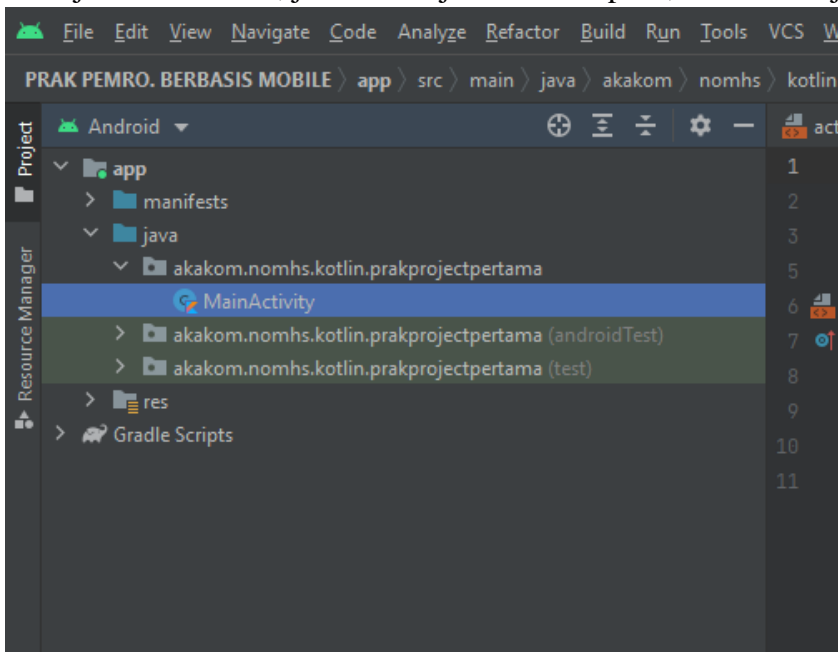 File Edit View Navigate Code Analyze Refactor Build Run Tools VCS W
PRAK PEMRO. BERBASIS MOBILE 〉 app 〉 src 〉 main 〉 java 〉 akakom 〉 nomhs 〉 kotlin
Project
Resource Manager
Android
act
app
manifests
java
akakom.nomhs.kotlin.prakprojectpertama
MainActivity
akakom.nomhs.kotlin.prakprojectpertama (androidTest)
akakom.nomhs.kotlin.prakprojectpertama (test)
res
Gradle Scripts
1
2
3
5
6
7
8
9
10
11